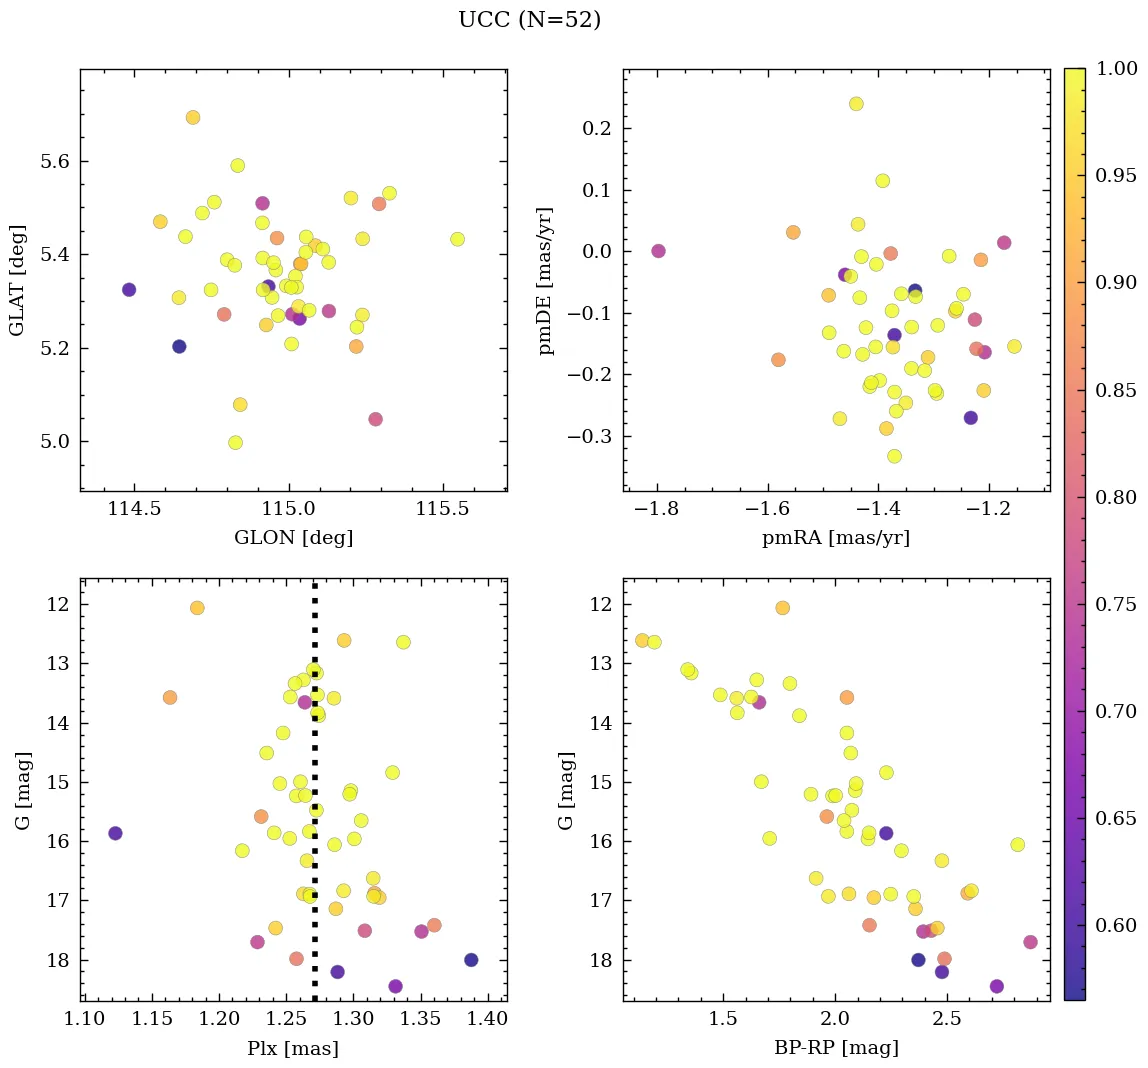 UCC (N=52)
5.6
5.4
5.2
5.0
GLAT [deg]
114.5 115.0 115.5
GLON [deg]
0.2
0.1
0.0
−0.1
−0.2
−0.3
pmDE [mas/yr]
−1.8 −1.6 −1.4 −1.2
pmRA [mas/yr]
1.00
0.95
0.90
0.85
0.80
0.75
0.70
0.65
0.60
12
13
14
15
16
17
18
G [mag]
1.10 1.15 1.20 1.25 1.30 1.35 1.40
Plx [mas]
12
13
14
15
16
17
18
G [mag]
1.5 2.0 2.5
BP-RP [mag]